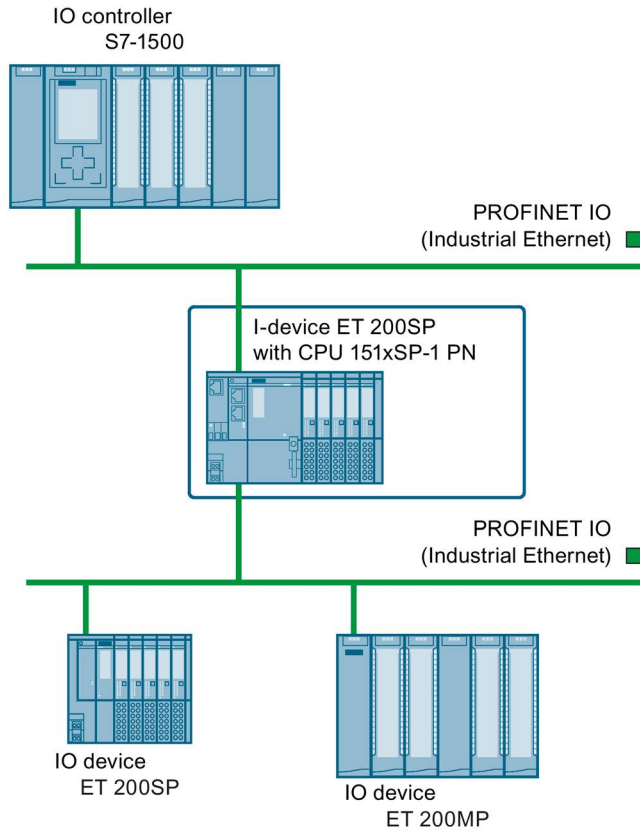 IO controller
S7-1500
PROFINET IO
(Industrial Ethernet)
I-device ET 200SP
with CPU 151xSP-1 PN
PROFINET IO
(Industrial Ethernet)
IO device
ET 200SP
IO device
ET 200MP